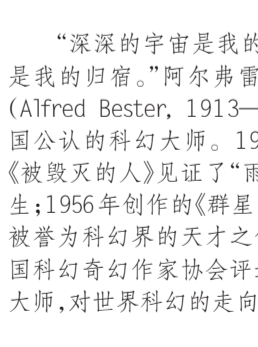 “深深的宇宙是我的
是我的归宿。”阿尔弗雷
(Alfred Bester, 1913—
国公认的科幻大师。19
《被毁灭的人》见证了“雨
生；1956年创作的《群星
被誉为科幻界的天才之
国科幻奇幻作家协会评
大师，对世界科幻的走向